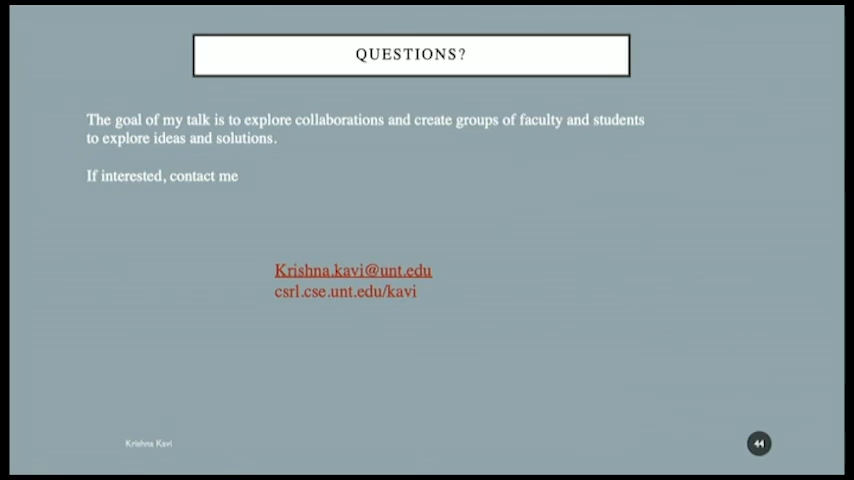 QUESTIONS?
The goal of my talk is to explore collaborations and create groups of faculty and students
to explore ideas and solutions.
If interested, contact me
Krishna.kavi@unt.edu
csrl.cse.unt.edu/kavi
Krishna Kavi
44